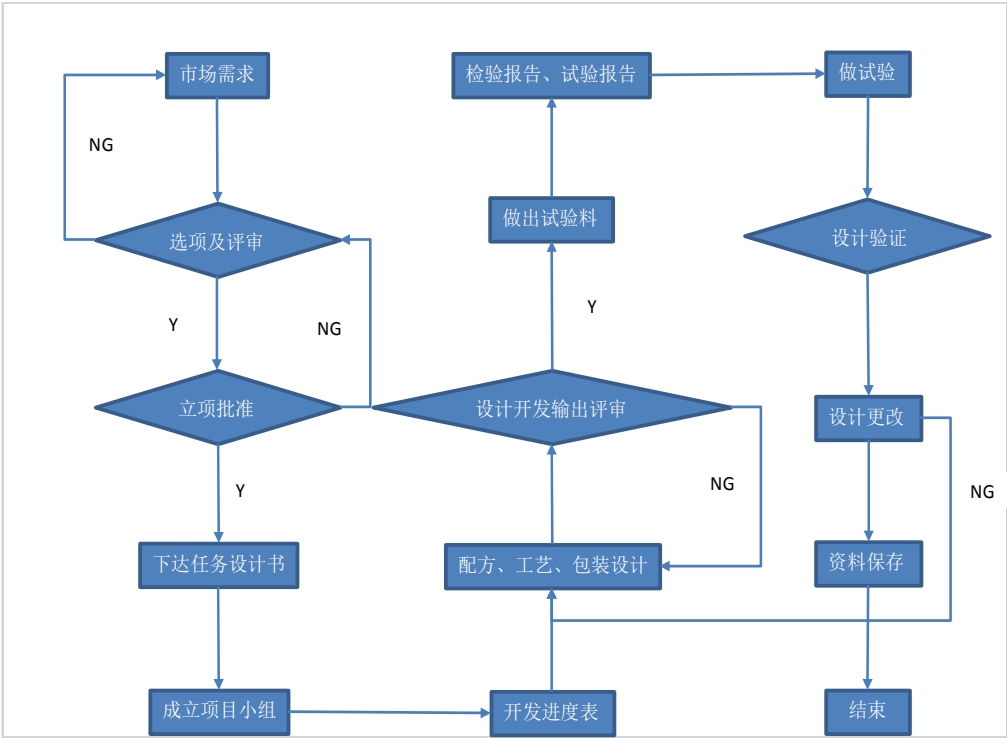 市场需求
NG
选项及评审
Y
NG
立项批准
Y
下达任务设计书
成立项目小组
开发进度表
配方、工艺、包装设计
NG
设计开发输出评审
Y
做出试验料
检验报告、试验报告
做试验
设计验证
设计更改
NG
资料保存
结束